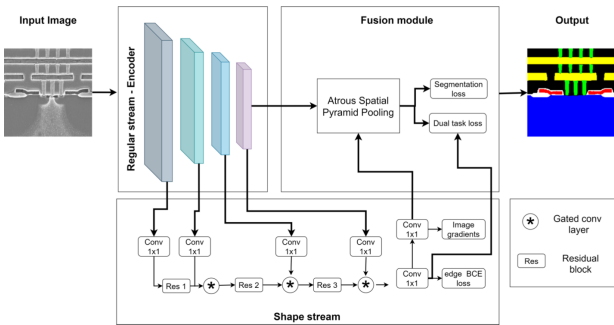 Input Image
Regular stream - Encoder
Fusion module
Output
Atrous Spatial
Pyramid Pooling
Segmentation
loss
Dual task loss
Conv
1x1
Conv
1x1
Conv
1x1
Conv
1x1
Conv
1x1
Image
gradients
Res 1
*
Res 2
*
Res 3
*
Conv
1x1
edge BCE
loss
Shape stream
*
Gated conv
layer
Res
Residual
block